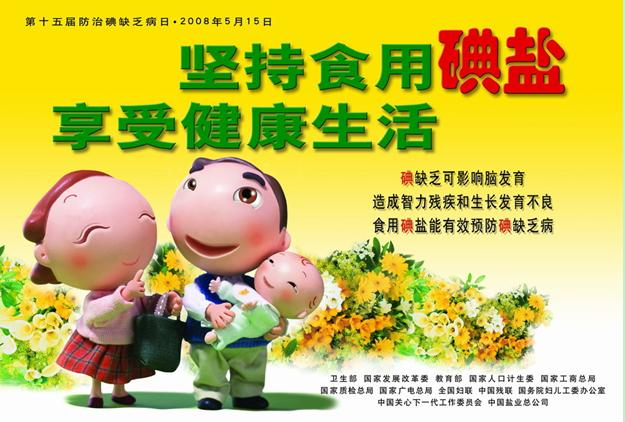 第十五届防治碘缺乏病日·2008年5月15日
坚持食用碘盐
享受健康生活
碘缺乏可影响脑发育
造成智力残疾和生长发育不良
食用碘盐能有效预防碘缺乏病
卫生部 国家发展改革委 教育部 国家人口计生委 国家工商总局
国家质检总局 国家广电总局 全国妇联 中国残联 国务院妇儿工委办公室
中国关心下一代工作委员会 中国盐业总公司